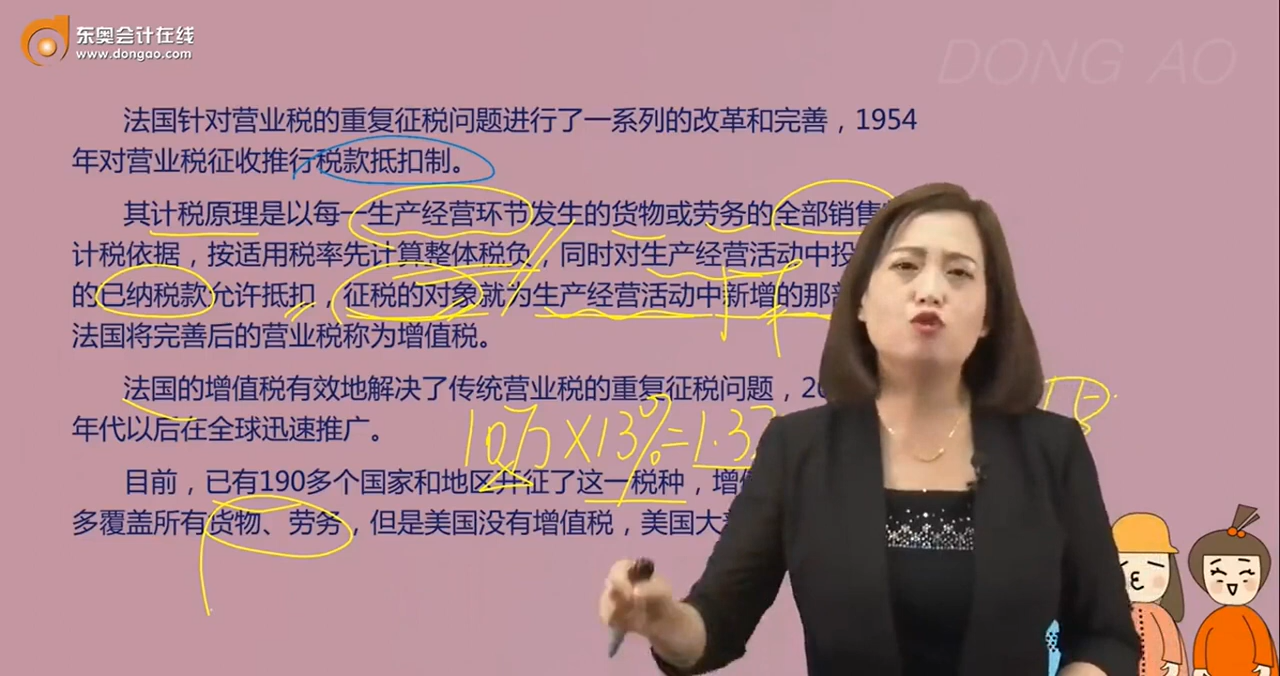 东奥会计在线
www.dongao.com
DONG AO
法国针对营业税的重复征税问题进行了一系列的改革和完善，1954
年对营业税征收推行税款抵扣制。
其计税原理是以每一生产经营环节发生的货物或劳务的全部销售
计税依据，按适用税率先计算整体税负，同时对生产经营活动中投
的已纳税款允许抵扣，征税的对象就为生产经营活动中新增的那部
法国将完善后的营业税称为增值税。
法国的增值税有效地解决了传统营业税的重复征税问题，20
年代以后在全球迅速推广。
10万×13%=1.3万
目前，已有190多个国家和地区开征了这一税种，增值
多覆盖所有货物、劳务，但是美国没有增值税，美国大